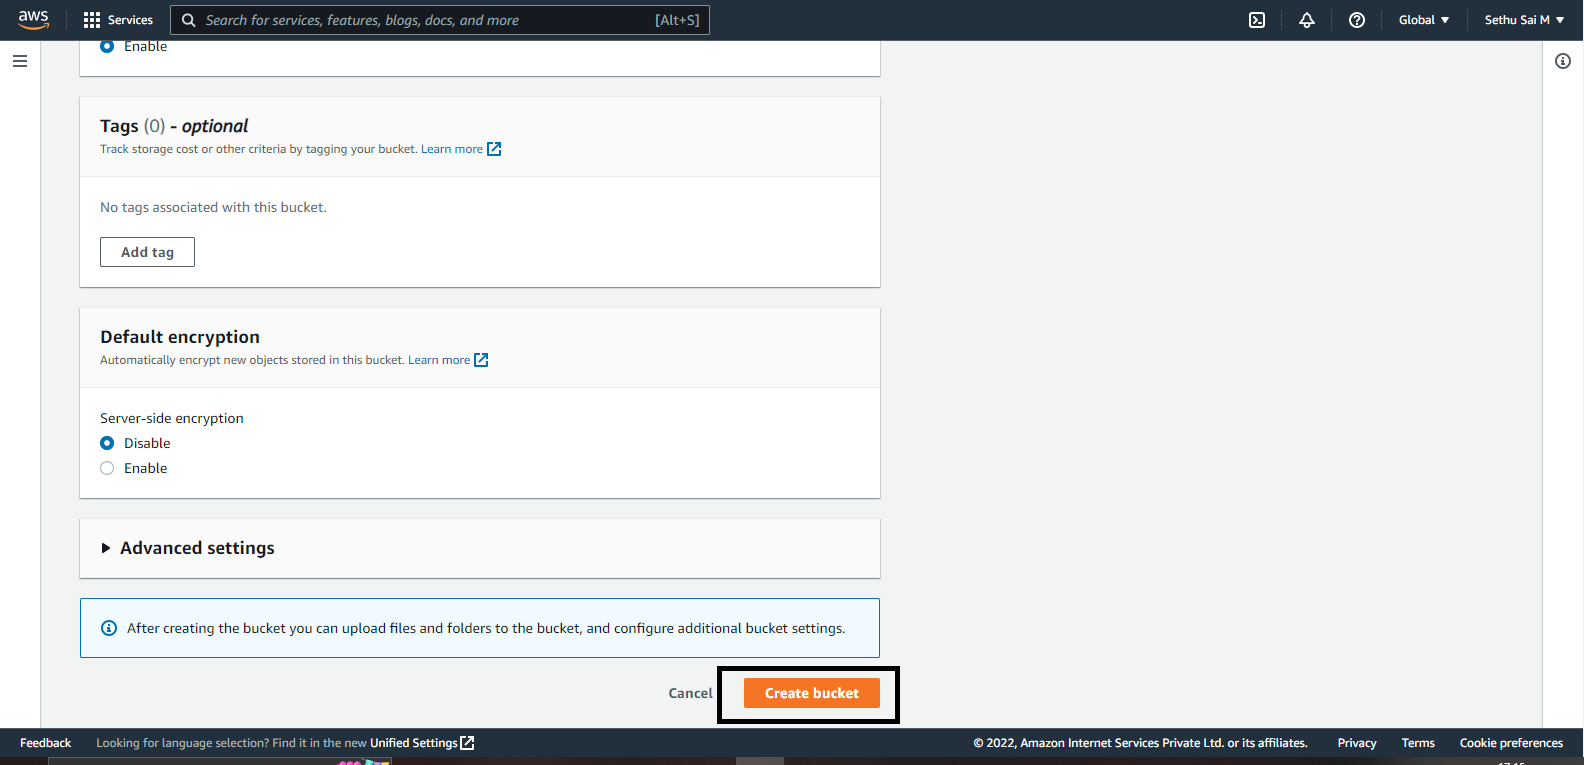 aws Services Search for services, features, blogs, docs, and more [Alt+S] Global Sethu Sai M
Enable
Tags (0) - optional
Track storage cost or other criteria by tagging your bucket. Learn more
No tags associated with this bucket.
Add tag
Default encryption
Automatically encrypt new objects stored in this bucket. Learn more
Server-side encryption
Disable
Enable
Advanced settings
After creating the bucket you can upload files and folders to the bucket, and configure additional bucket settings.
Cancel Create bucket
Feedback Looking for language selection? Find it in the new Unified Settings © 2022, Amazon Internet Services Private Ltd. or its affiliates. Privacy Terms Cookie preferences